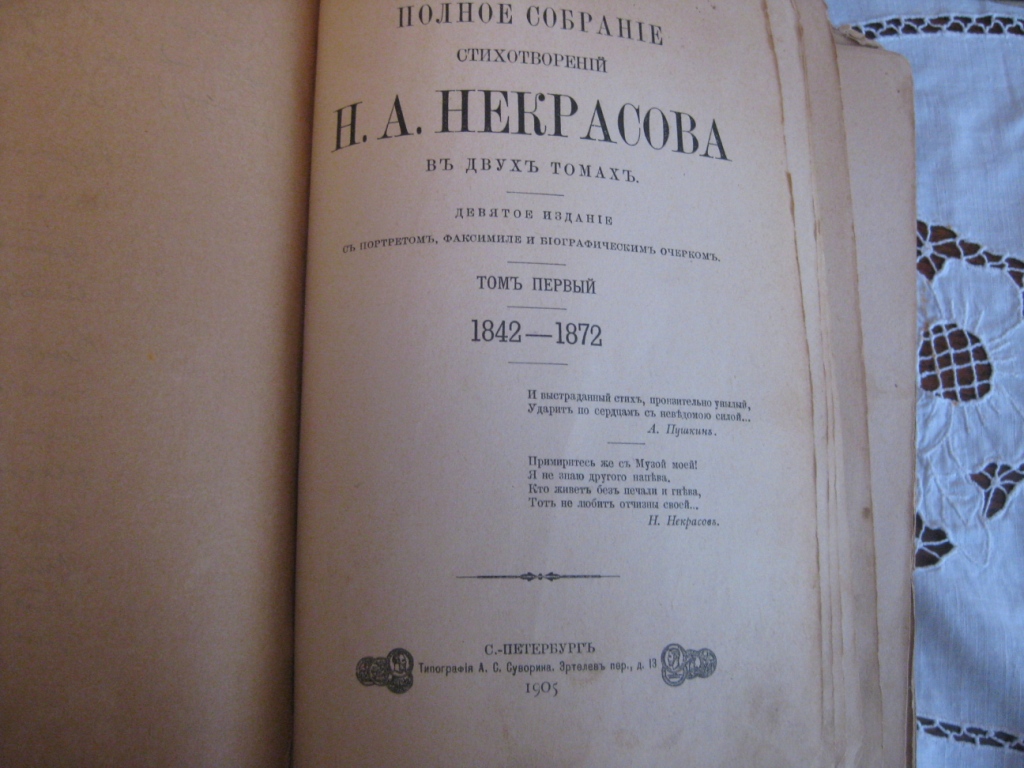 ПОЛНОЕ СОБРАНІЕ
СТИХОТВОРЕНІЙ
Н. А. НЕКРАСОВА
ВЪ ДВУХЪ ТОМАХЪ.
ДЕВЯТОЕ ИЗДАНІЕ
СЪ ПОРТРЕТОМЪ, ФАКСИМИЛЕ И БІОГРАФИЧЕСКИМЪ ОЧЕРКОМЪ.
ТОМЪ ПЕРВЫЙ
1842—1872
И выстраданный стихъ, пронзительно унылый,
Ударитъ по сердцамъ съ невѣдомою силой...
А. Пушкинъ.
Примиритесь же съ Музой моей!
Я не знаю другого напѣва,
Кто живетъ безъ печали и гнѣва,
Тотъ не любитъ отчизны своей...
Н. Некрасовъ.
С.-ПЕТЕРБУРГЪ
Типографія А. С. Суворина. Эртелевъ пер., д. 13
1905